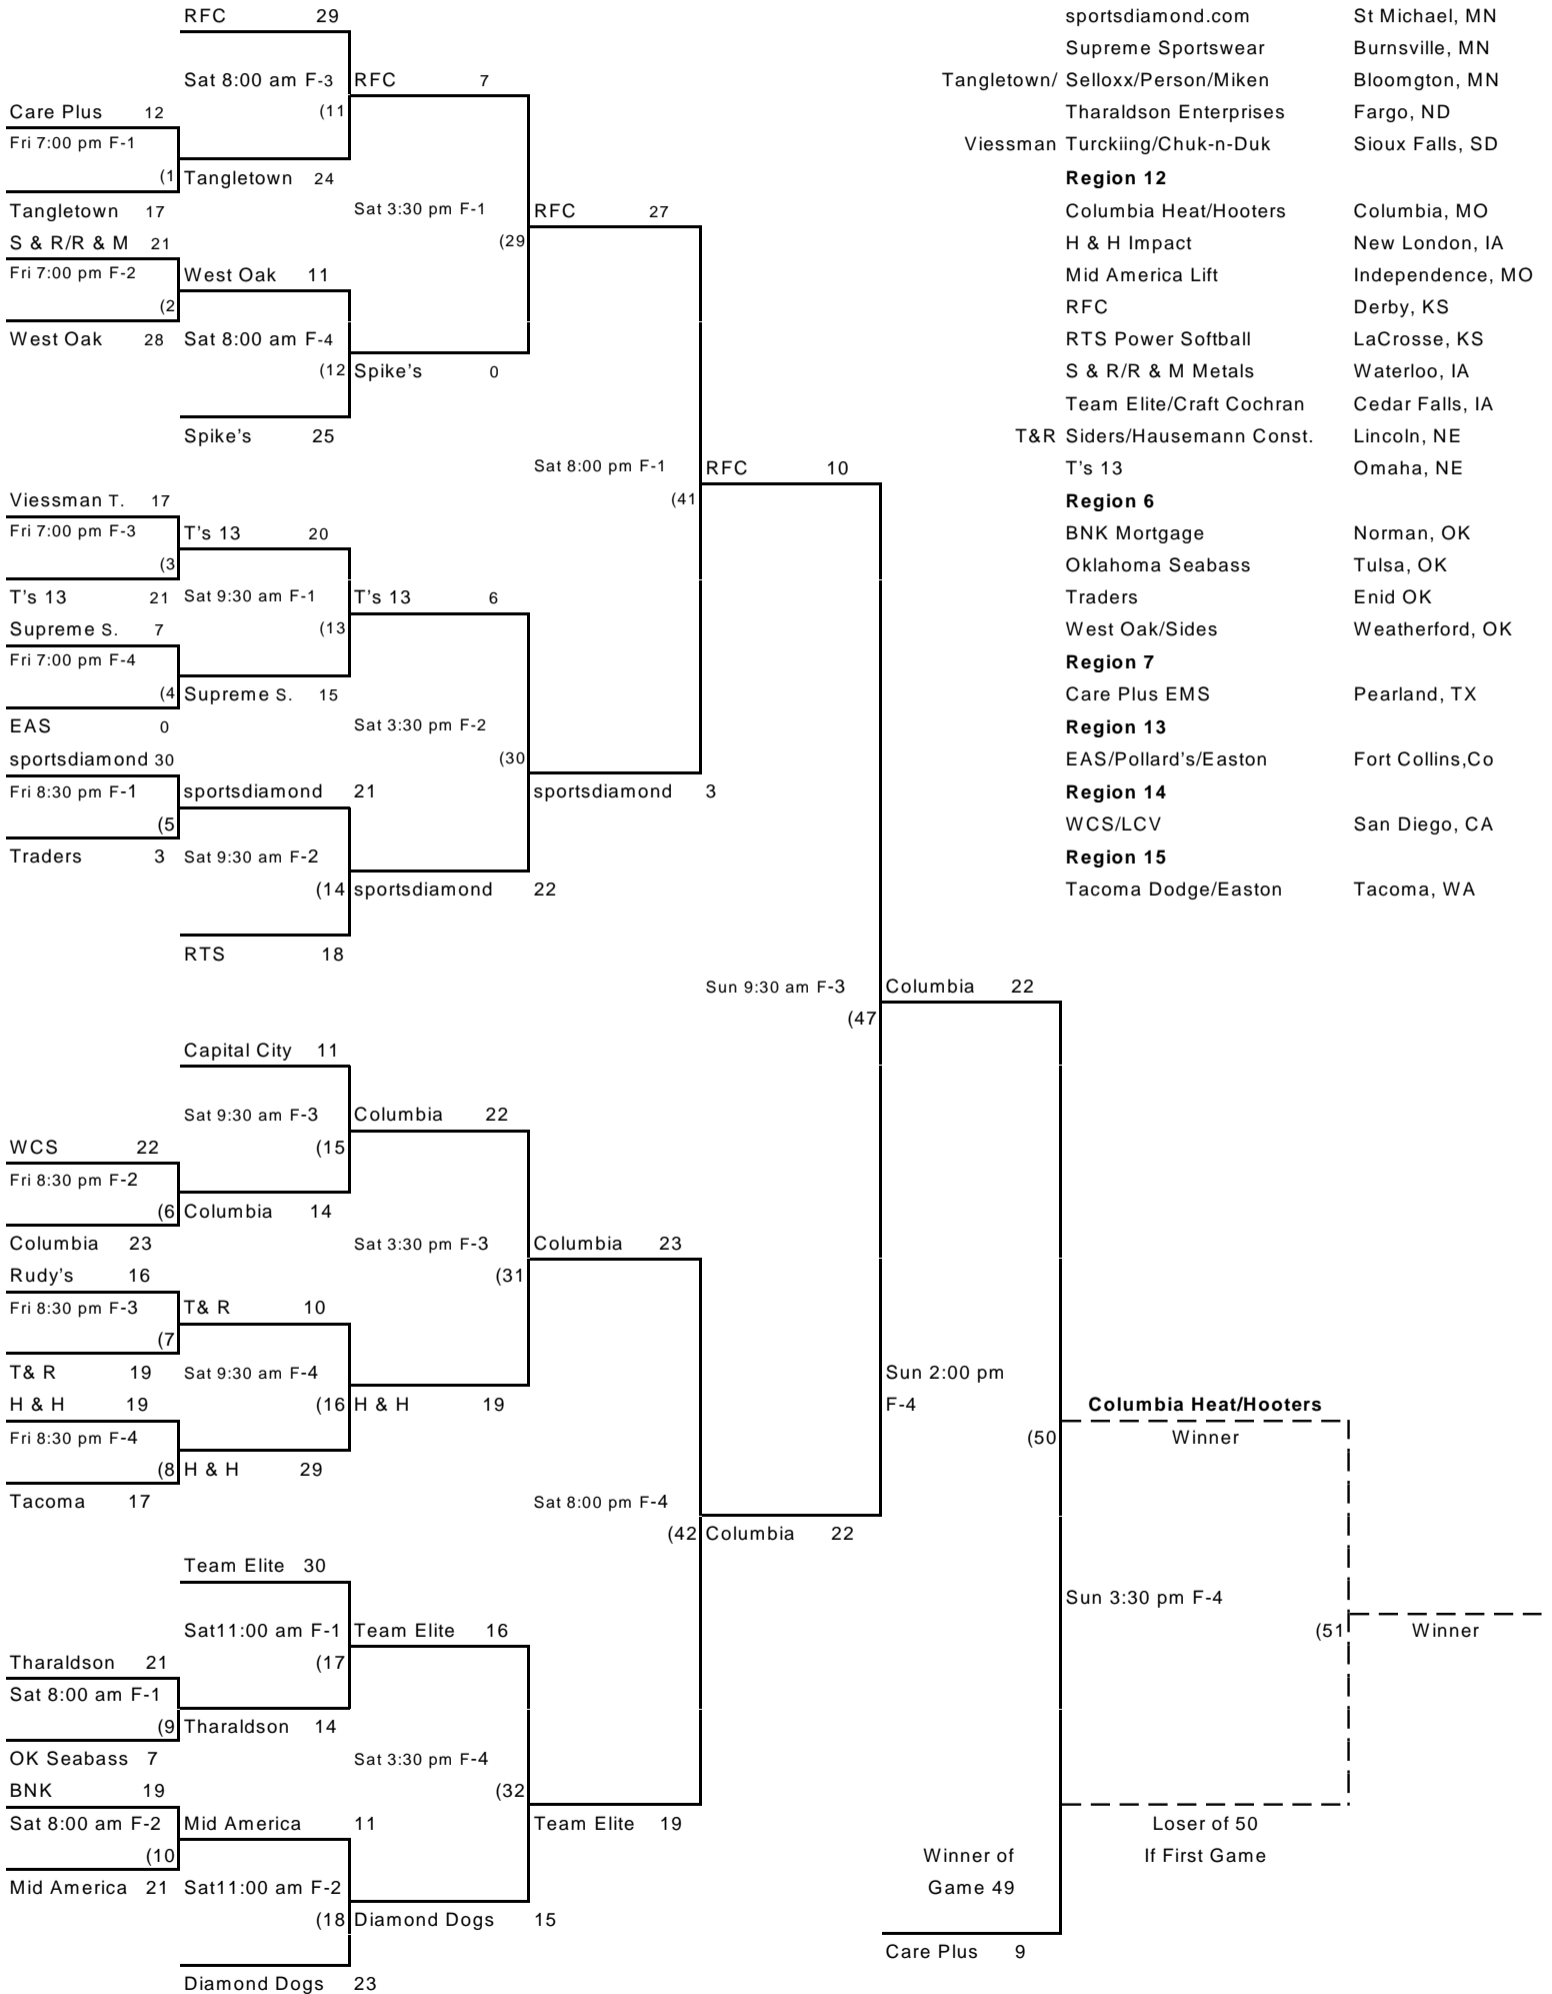 RFC 29
Sat 8:00 am F-3
(11
Care Plus 12
Fri 7:00 pm F-1
(1
Tangletown 17
Tangletown 24
RFC 7
Sat 3:30 pm F-1
(29
S & R/R & M 21
Fri 7:00 pm F-2
(2
West Oak 28
West Oak 11
Sat 8:00 am F-4
(12
Spike's 25
Spike's 0
RFC 27
Sat 8:00 pm F-1
(41
Viessman T. 17
Fri 7:00 pm F-3
(3
T's 13 21
T's 13 20
Sat 9:30 am F-1
(13
Supreme S. 7
Fri 7:00 pm F-4
(4
EAS 0
Supreme S. 15
T's 13 6
Sat 3:30 pm F-2
(30
sportsdiamond 30
Fri 8:30 pm F-1
(5
Traders 3
sportsdiamond 21
Sat 9:30 am F-2
(14
RTS 18
sportsdiamond 22
sportsdiamond 3
RFC 10
Sun 9:30 am F-3
(47
Capital City 11
Sat 9:30 am F-3
(15
WCS 22
Fri 8:30 pm F-2
(6
Columbia 23
Columbia 14
Columbia 22
Sat 3:30 pm F-3
(31
Rudy's 16
Fri 8:30 pm F-3
(7
T& R 19
T& R 10
Sat 9:30 am F-4
(16
H & H 19
Fri 8:30 pm F-4
(8
Tacoma 17
H & H 29
H & H 19
Columbia 23
Sat 8:00 pm F-4
(42
Team Elite 30
Sat11:00 am F-1
(17
Tharaldson 21
Sat 8:00 am F-1
(9
OK Seabass 7
Tharaldson 14
Team Elite 16
Sat 3:30 pm F-4
(32
BNK 19
Sat 8:00 am F-2
(10
Mid America 21
Mid America 11
Sat11:00 am F-2
(18
Diamond Dogs 23
Diamond Dogs 15
Team Elite 19
Columbia 22
Columbia 22
Sun 2:00 pm
F-4
(50
Winner of
Game 49
Care Plus 9
Columbia Heat/Hooters
Winner
Sun 3:30 pm F-4
(51
Winner
Loser of 50
If First Game
sportsdiamond.com St Michael, MN
Supreme Sportswear Burnsville, MN
Tangletown/ Selloxx/Person/Miken Bloomgton, MN
Tharaldson Enterprises Fargo, ND
Viessman Turckiing/Chuk-n-Duk Sioux Falls, SD
Region 12
Columbia Heat/Hooters Columbia, MO
H & H Impact New London, IA
Mid America Lift Independence, MO
RFC Derby, KS
RTS Power Softball LaCrosse, KS
S & R/R & M Metals Waterloo, IA
Team Elite/Craft Cochran Cedar Falls, IA
T&R Siders/Hausemann Const. Lincoln, NE
T's 13 Omaha, NE
Region 6
BNK Mortgage Norman, OK
Oklahoma Seabass Tulsa, OK
Traders Enid OK
West Oak/Sides Weatherford, OK
Region 7
Care Plus EMS Pearland, TX
Region 13
EAS/Pollard's/Easton Fort Collins,Co
Region 14
WCS/LCV San Diego, CA
Region 15
Tacoma Dodge/Easton Tacoma, WA